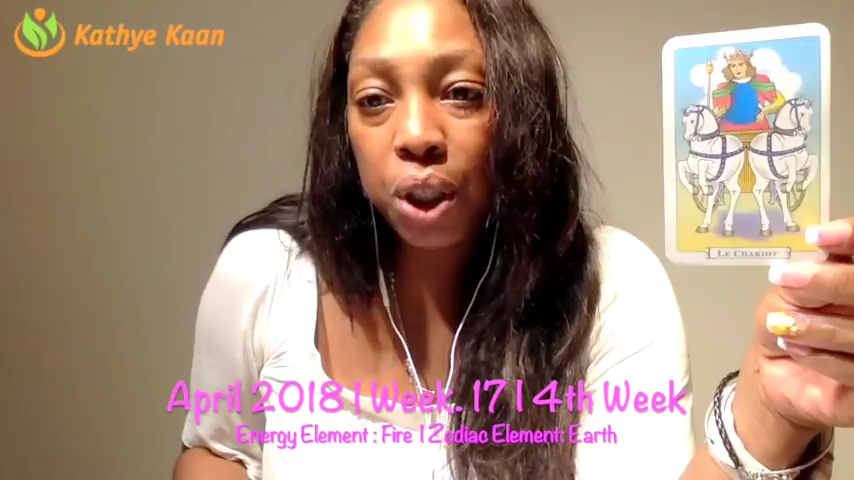 Kathye Kaan
LE CHARIOT
April 2018 | Week. 17 | 4th Week
Energy Element : Fire | Zodiac Element: Earth